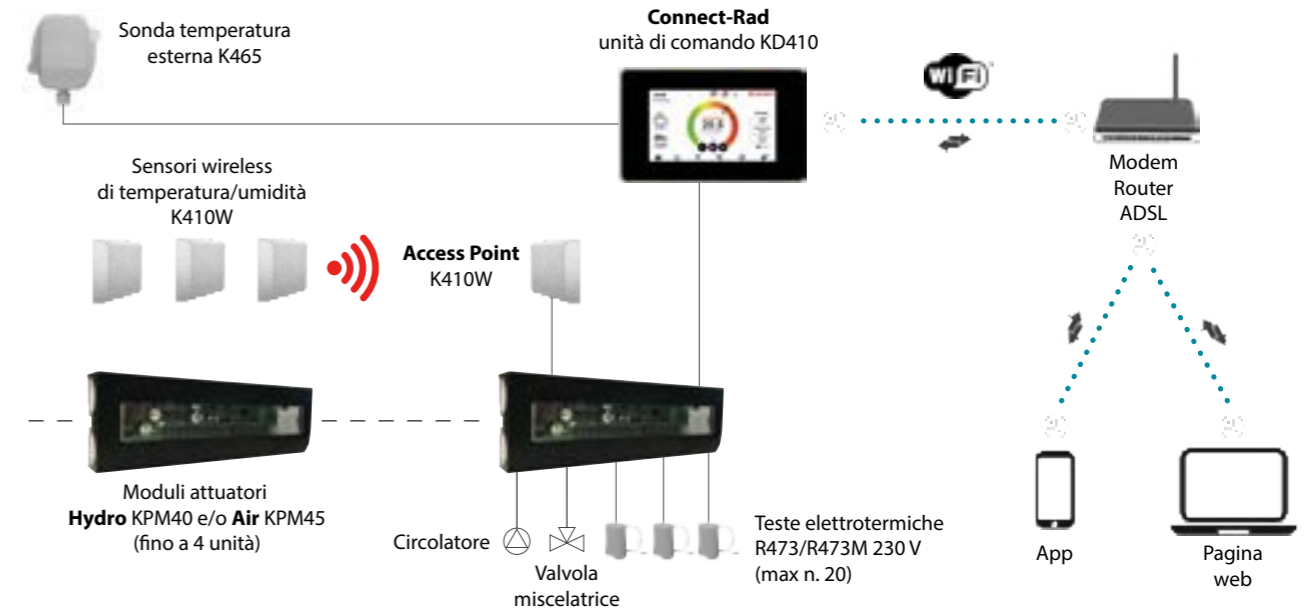 Sonda temperatura
esterna K465
Connect-Rad
unità di comando KD410
Wi Fi
Modem
Router
ADSL
Sensori wireless
di temperatura/umidità
K410W
Access Point
K410W
Moduli attuatori
Hydro KPM40 e/o Air KPM45
(fino a 4 unità)
Circolatore
Valvola
miscelatrice
Teste elettrotermiche
R473/R473M 230 V
(max n. 20)
App
Pagina
web